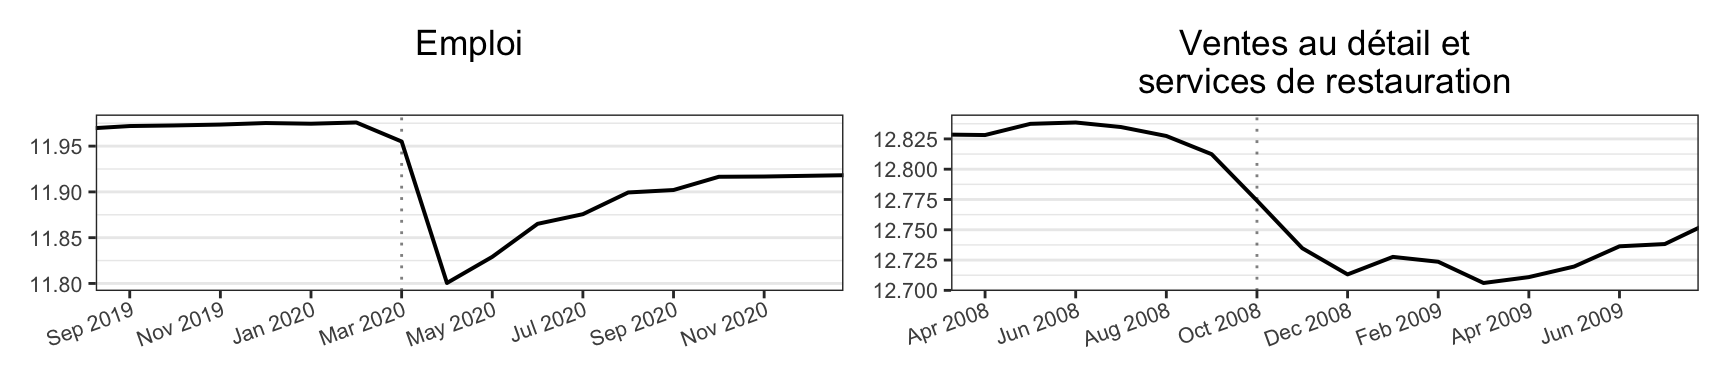 Emploi
11.95
11.90
11.85
11.80
Sep 2019
Nov 2019
Jan 2020
Mar 2020
May 2020
Jul 2020
Sep 2020
Nov 2020
Ventes au détail et
services de restauration
12.825
12.800
12.775
12.750
12.725
12.700
Apr 2008
Jun 2008
Aug 2008
Oct 2008
Dec 2008
Feb 2009
Apr 2009
Jun 2009